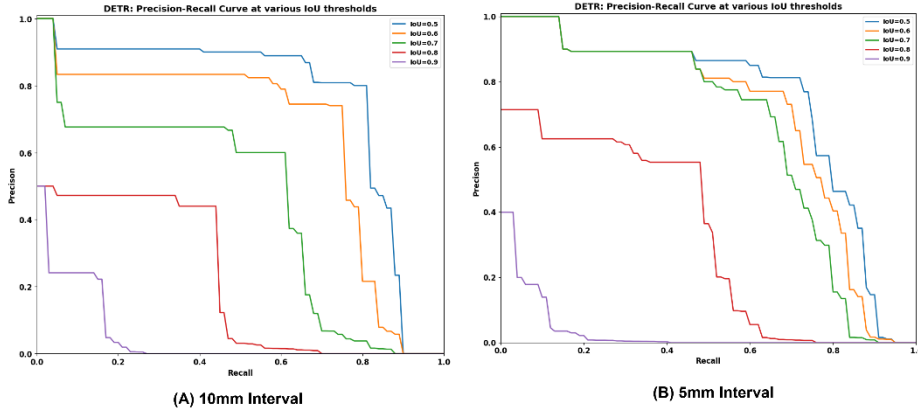 DETR: Precision-Recall Curve at various IoU thresholds
1.0
0.8
0.6
0.4
0.2
0.0
Precison
IoU=0.5
IoU=0.6
IoU=0.7
IoU=0.8
IoU=0.9
0.0 0.2 0.4 0.6 0.8 1.0
Recall
(A) 10mm Interval
DETR: Precision-Recall Curve at various IoU thresholds
1.0
0.8
0.6
0.4
0.2
0.0
Precison
IoU=0.5
IoU=0.6
IoU=0.7
IoU=0.8
IoU=0.9
0.0 0.2 0.4 0.6 0.8 1.0
Recall
(B) 5mm Interval